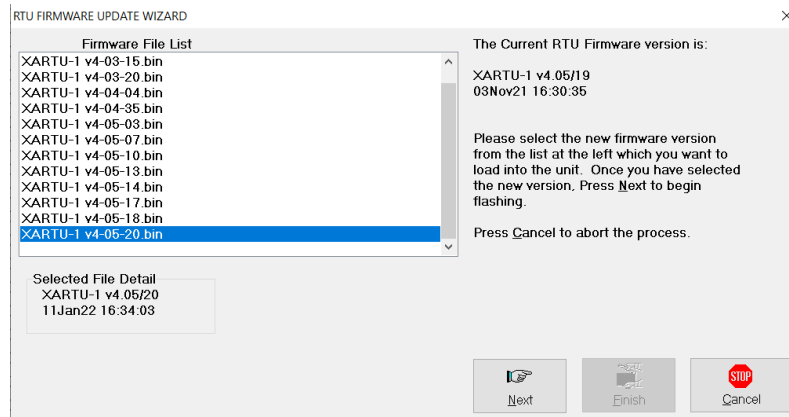 RTU FIRMWARE UPDATE WIZARD
Firmware File List
XARTU-1 v4-03-15.bin
XARTU-1 v4-03-20.bin
XARTU-1 v4-04-04.bin
XARTU-1 v4-04-35.bin
XARTU-1 v4-05-03.bin
XARTU-1 v4-05-07.bin
XARTU-1 v4-05-10.bin
XARTU-1 v4-05-13.bin
XARTU-1 v4-05-14.bin
XARTU-1 v4-05-17.bin
XARTU-1 v4-05-18.bin
XARTU-1 v4-05-20.bin
Selected File Detail
XARTU-1 v4.05/20
11Jan22 16:34:03
The Current RTU Firmware version is:
XARTU-1 v4.05/19
03Nov21 16:30:35
Please select the new firmware version
from the list at the left which you want to
load into the unit. Once you have selected
the new version, Press Next to begin
flashing.
Press Cancel to abort the process.
Next
Finish
STOP
Cancel